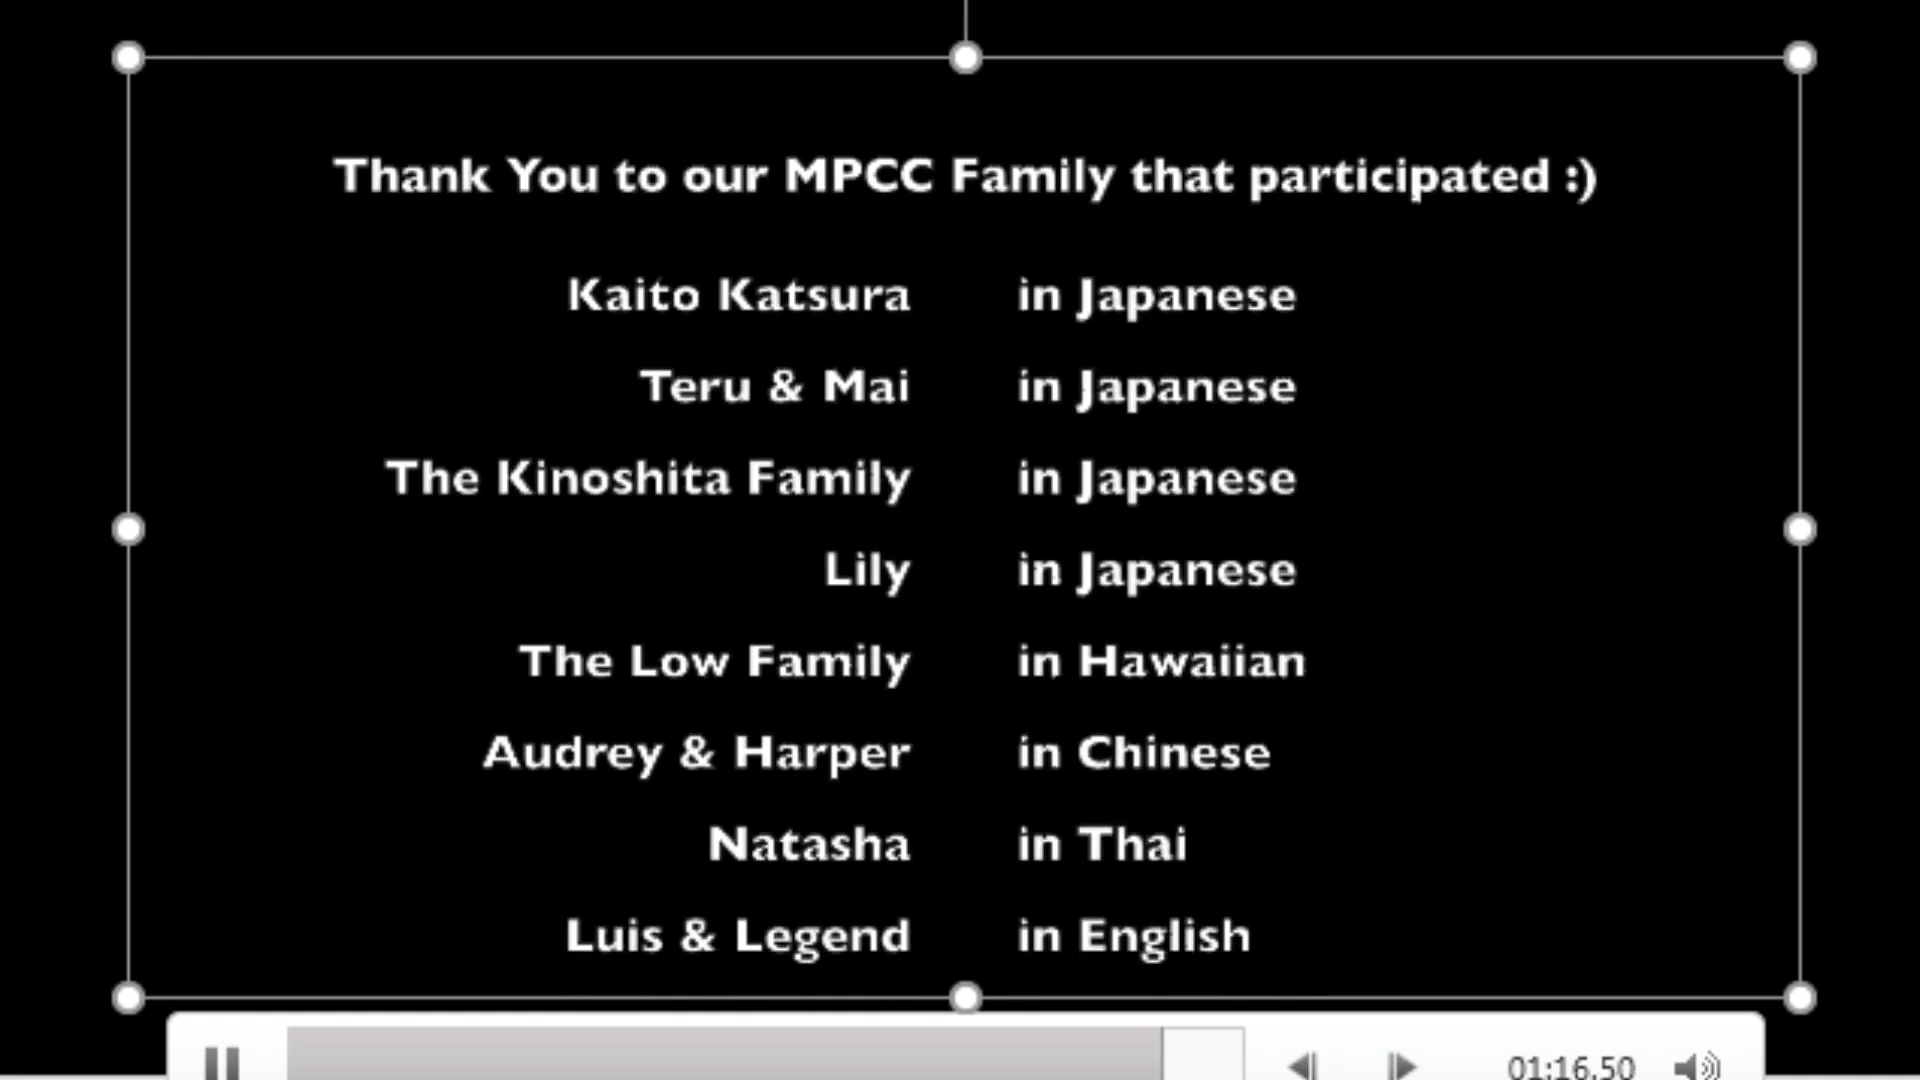 Thank You to our MPCC Family that participated :)
Kaito Katsura in Japanese
Teru & Mai in Japanese
The Kinoshita Family in Japanese
Lily in Japanese
The Low Family in Hawaiian
Audrey & Harper in Chinese
Natasha in Thai
Luis & Legend in English
01:16.50